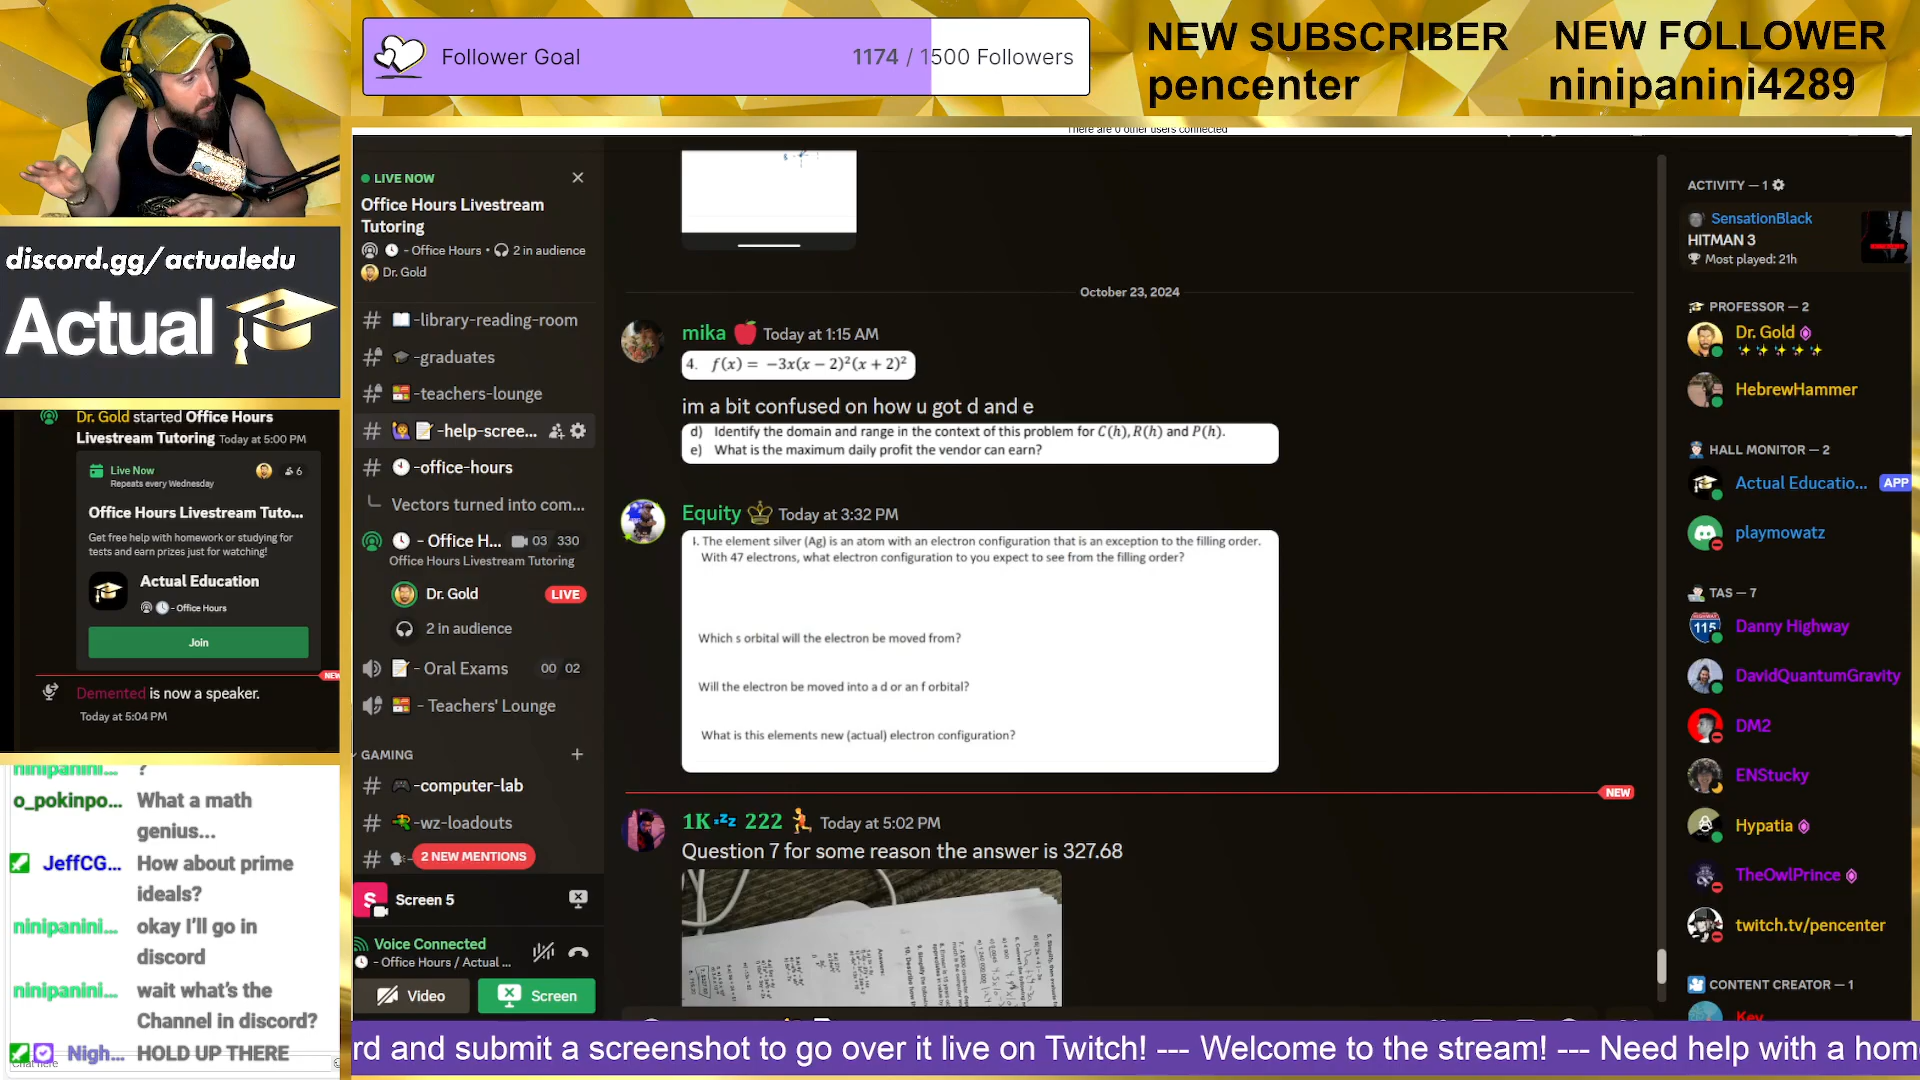 Follower Goal
1174 / 1500 Followers
NEW SUBSCRIBER
pencenter
NEW FOLLOWER
ninipanini4289
There are 0 other users connected
discord.gg/actualedu
Actual
Dr. Gold started Office Hours
Livestream Tutoring Today at 5:00 PM
Live Now
Repeats every Wednesday
6
Office Hours Livestream Tuto...
Get free help with homework or studying for
tests and earn prizes just for watching!
Actual Education
- Office Hours
Join
NEW
Demented is now a speaker.
Today at 5:04 PM
ninipanini... ?
o_pokinpo... What a math
genius...
JeffCG... How about prime
ideals?
ninipanini... okay I'll go in
discord
ninipanini... wait what's the
Channel in discord?
Nigh... HOLD UP THERE
Chat here
LIVE NOW
Office Hours Livestream
Tutoring
- Office Hours • 2 in audience
Dr. Gold
-library-reading-room
-graduates
-teachers-lounge
-help-scree...
-office-hours
Vectors turned into com...
- Office H... 03 330
Office Hours Livestream Tutoring
Dr. Gold LIVE
2 in audience
- Oral Exams 00 02
- Teachers' Lounge
GAMING
-computer-lab
-wz-loadouts
2 NEW MENTIONS
Screen 5
Voice Connected
- Office Hours / Actual ...
Video
Screen
October 23, 2024
mika Today at 1:15 AM
4. f(x) = −3x(x − 2)²(x + 2)²
im a bit confused on how u got d and e
d) Identify the domain and range in the context of this problem for C(h), R(h) and P(h).
e) What is the maximum daily profit the vendor can earn?
Equity Today at 3:32 PM
i. The element silver (Ag) is an atom with an electron configuration that is an exception to the filling order.
With 47 electrons, what electron configuration to you expect to see from the filling order?
Which s orbital will the electron be moved from?
Will the electron be moved into a d or an f orbital?
What is this elements new (actual) electron configuration?
NEW
1K 222 Today at 5:02 PM
Question 7 for some reason the answer is 327.68
ACTIVITY — 1
SensationBlack
HITMAN 3
Most played: 21h
PROFESSOR — 2
Dr. Gold
HebrewHammer
HALL MONITOR — 2
Actual Educatio... APP
playmowatz
TAS — 7
Danny Highway
DavidQuantumGravity
DM2
ENStucky
Hypatia
TheOwlPrince
twitch.tv/pencenter
CONTENT CREATOR — 1
Key
rd and submit a screenshot to go over it live on Twitch! --- Welcome to the stream! --- Need help with a hom